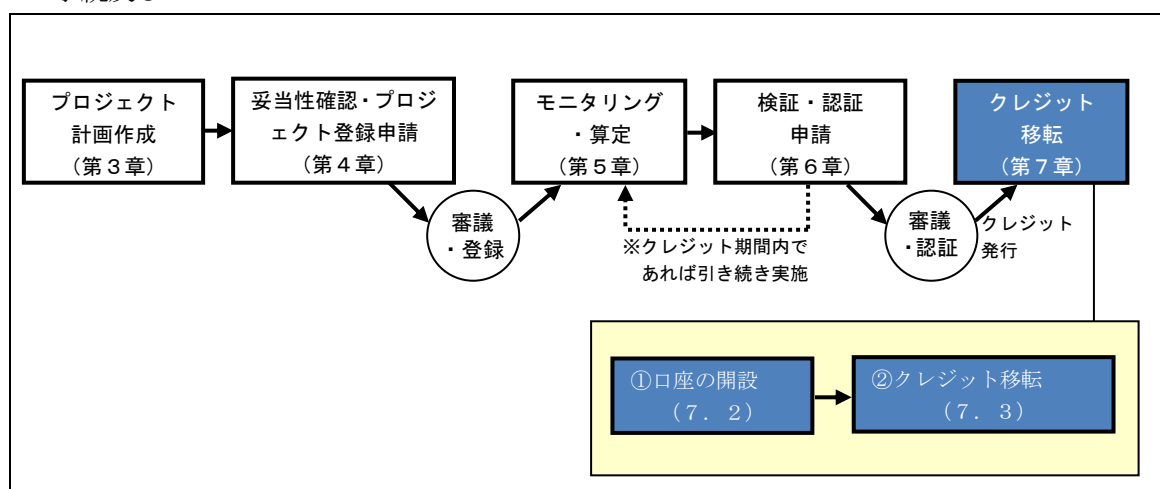 プロジェクト
計画作成
（第３章）
妥当性確認・プロジ
ェクト登録申請
（第４章）
審議
・登録
モニタリング
・算定
（第５章）
検証・認証
申請
（第６章）
※クレジット期間内で
あれば引き続き実施
審議
・認証
クレジット
発行
クレジット
移転
（第７章）
①口座の開設
（７．２）
②クレジット移転
（７．３）